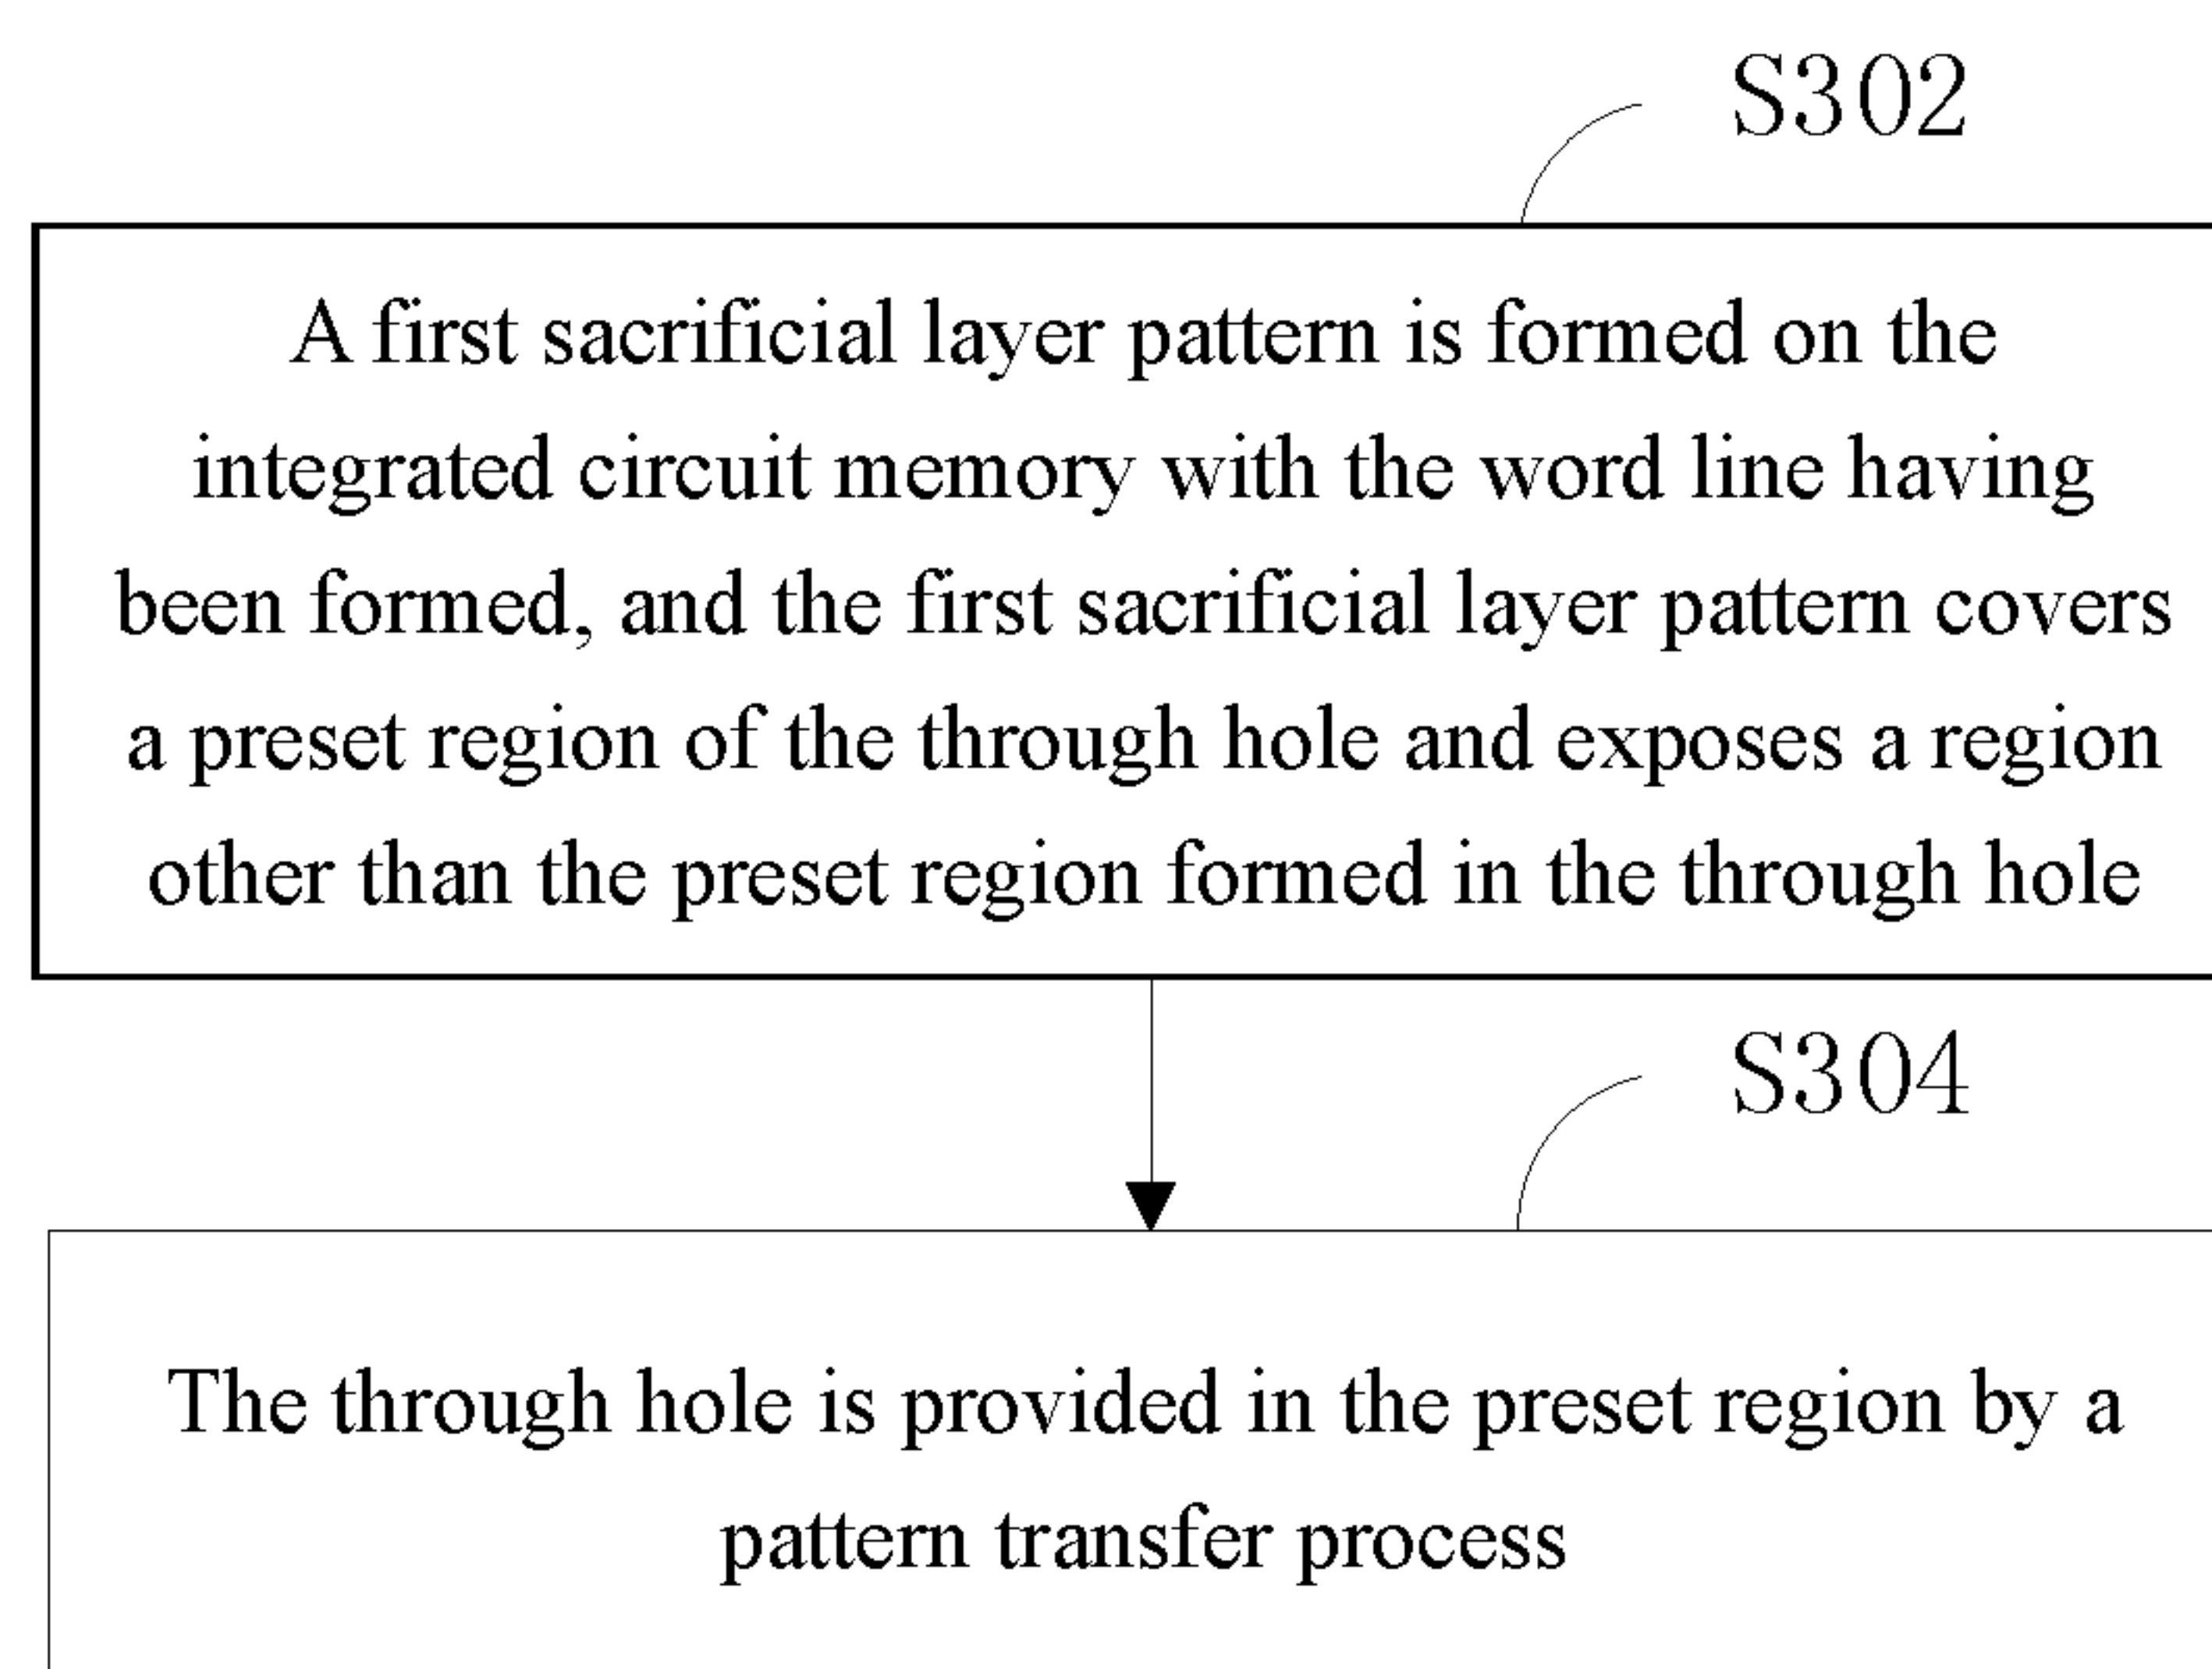 S302
A first sacrificial layer pattern is formed on the
integrated circuit memory with the word line having
been formed, and the first sacrificial layer pattern covers
a preset region of the through hole and exposes a region
other than the preset region formed in the through hole
S304
The through hole is provided in the preset region by a
pattern transfer process